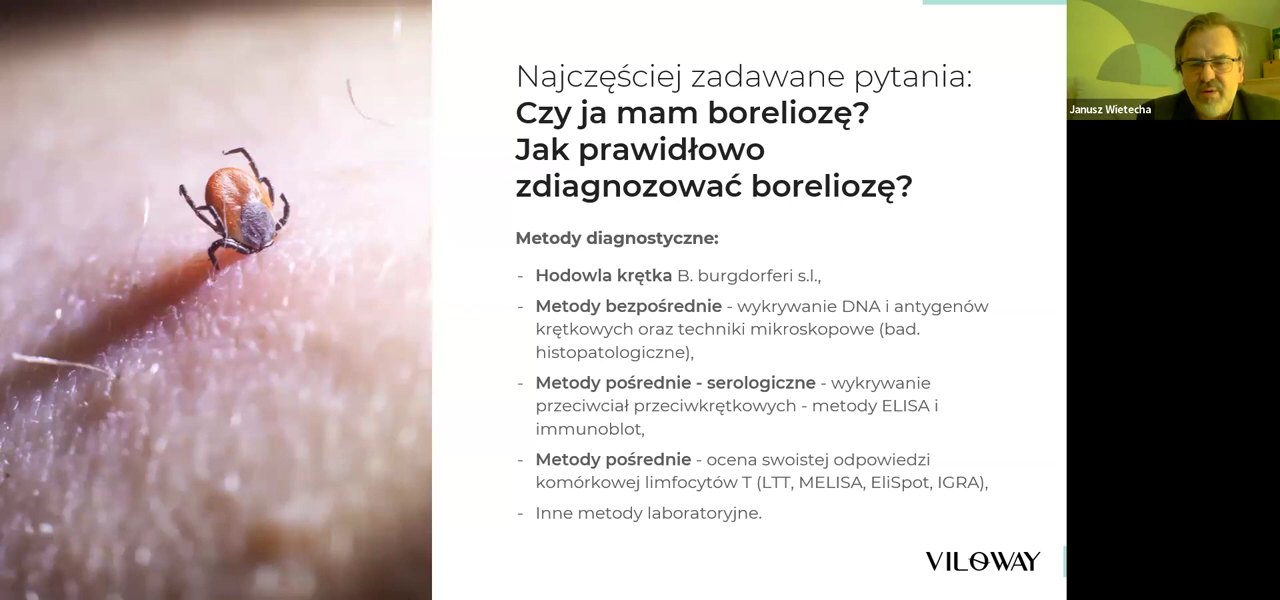 Najczęściej zadawane pytania:
Czy ja mam boreliozę?
Jak prawidłowo
zdiagnozować boreliozę?
Metody diagnostyczne:
- Hodowla krętka B. burgdorferi s.l.,
- Metody bezpośrednie - wykrywanie DNA i antygenów
krętkowych oraz techniki mikroskopowe (bad.
histopatologiczne),
- Metody pośrednie - serologiczne - wykrywanie
przeciwciał przeciwkrętkowych - metody ELISA i
immunoblot,
- Metody pośrednie - ocena swoistej odpowiedzi
komórkowej limfocytów T (LTT, MELISA, EliSpot, IGRA),
- Inne metody laboratoryjne.
VILOWAY
Janusz Wietecha